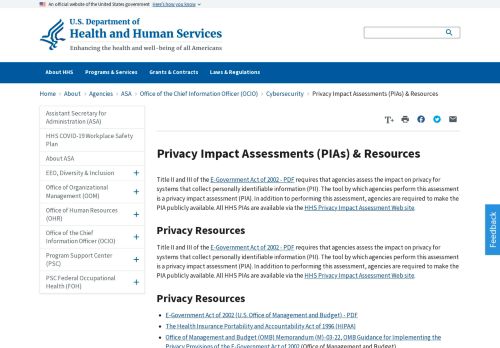 An official website of the United States government Here's how you know
U.S. Department of
Health and Human Services
Enhancing the health and well-being of all Americans
About HHS Programs & Services Grants & Contracts Laws & Regulations
Home > About > Agencies > ASA > Office of the Chief Information Officer (OCIO) > Cybersecurity > Privacy Impact Assessments (PIAs) & Resources
Assistant Secretary for
Administration (ASA)
HHS COVID-19 Workplace Safety
Plan
About ASA
EEO, Diversity & Inclusion
Office of Organizational
Management (OOM)
Office of Human Resources
(OHR)
Office of the Chief
Information Officer (OCIO)
Program Support Center
(PSC)
PSC Federal Occupational
Health (FOH)
T+
Privacy Impact Assessments (PIAs) & Resources
Title II and III of the E-Government Act of 2002 - PDF requires that agencies assess the impact on privacy for
systems that collect personally identifiable information (PII). The tool by which agencies perform this assessment
is a privacy impact assessment (PIA). In addition to performing this assessment, agencies are required to make the
PIA publicly available. All HHS PIAs are available via the HHS Privacy Impact Assessment Web site.
Privacy Resources
Title II and III of the E-Government Act of 2002 - PDF requires that agencies assess the impact on privacy for
systems that collect personally identifiable information (PII). The tool by which agencies perform this assessment
is a privacy impact assessment (PIA). In addition to performing this assessment, agencies are required to make the
PIA publicly available. All HHS PIAs are available via the HHS Privacy Impact Assessment Web site.
Privacy Resources
• E-Government Act of 2002 (U.S. Office of Management and Budget) - PDF
• The Health Insurance Portability and Accountability Act of 1996 (HIPAA)
• Office of Management and Budget (OMB) Memorandum (M)-03-22, OMB Guidance for Implementing the
Privacy Provisions of the E-Government Act of 2002 (Office of Management and Budget)
Feedback